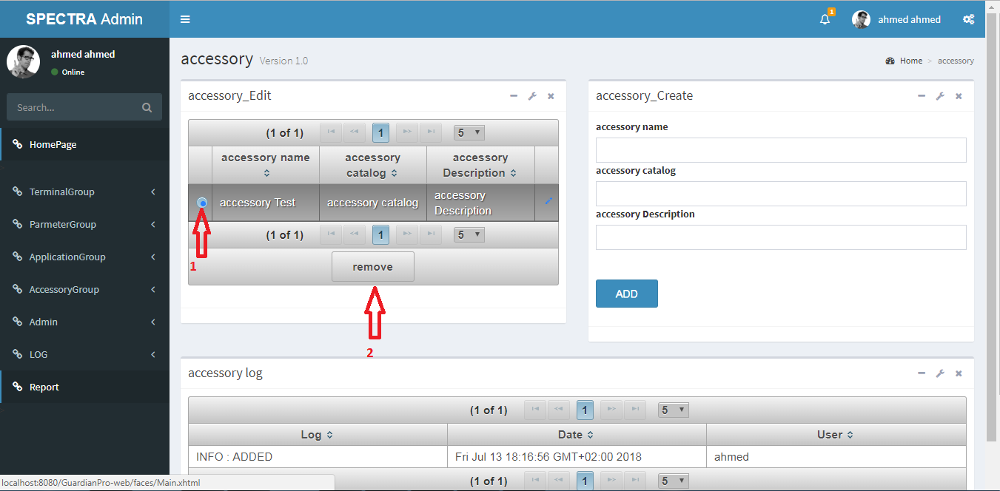 SPECTRA Admin
1
ahmed ahmed
ahmed ahmed
Online
Search...
HomePage
TerminalGroup
ParmeterGroup
ApplicationGroup
AccessoryGroup
Admin
LOG
Report
accessory Version 1.0
Home > accessory
accessory_Edit
(1 of 1) 1 5
accessory name
accessory catalog
accessory Description
accessory Test
accessory catalog
accessory Description
(1 of 1) 1 5
1
remove
2
accessory_Create
accessory name
accessory catalog
accessory Description
ADD
accessory log
(1 of 1) 1 5
Log Date User
INFO : ADDED Fri Jul 13 18:16:56 GMT+02:00 2018 ahmed
(1 of 1) 1 5
localhost:8080/GuardianPro-web/faces/Main.xhtml